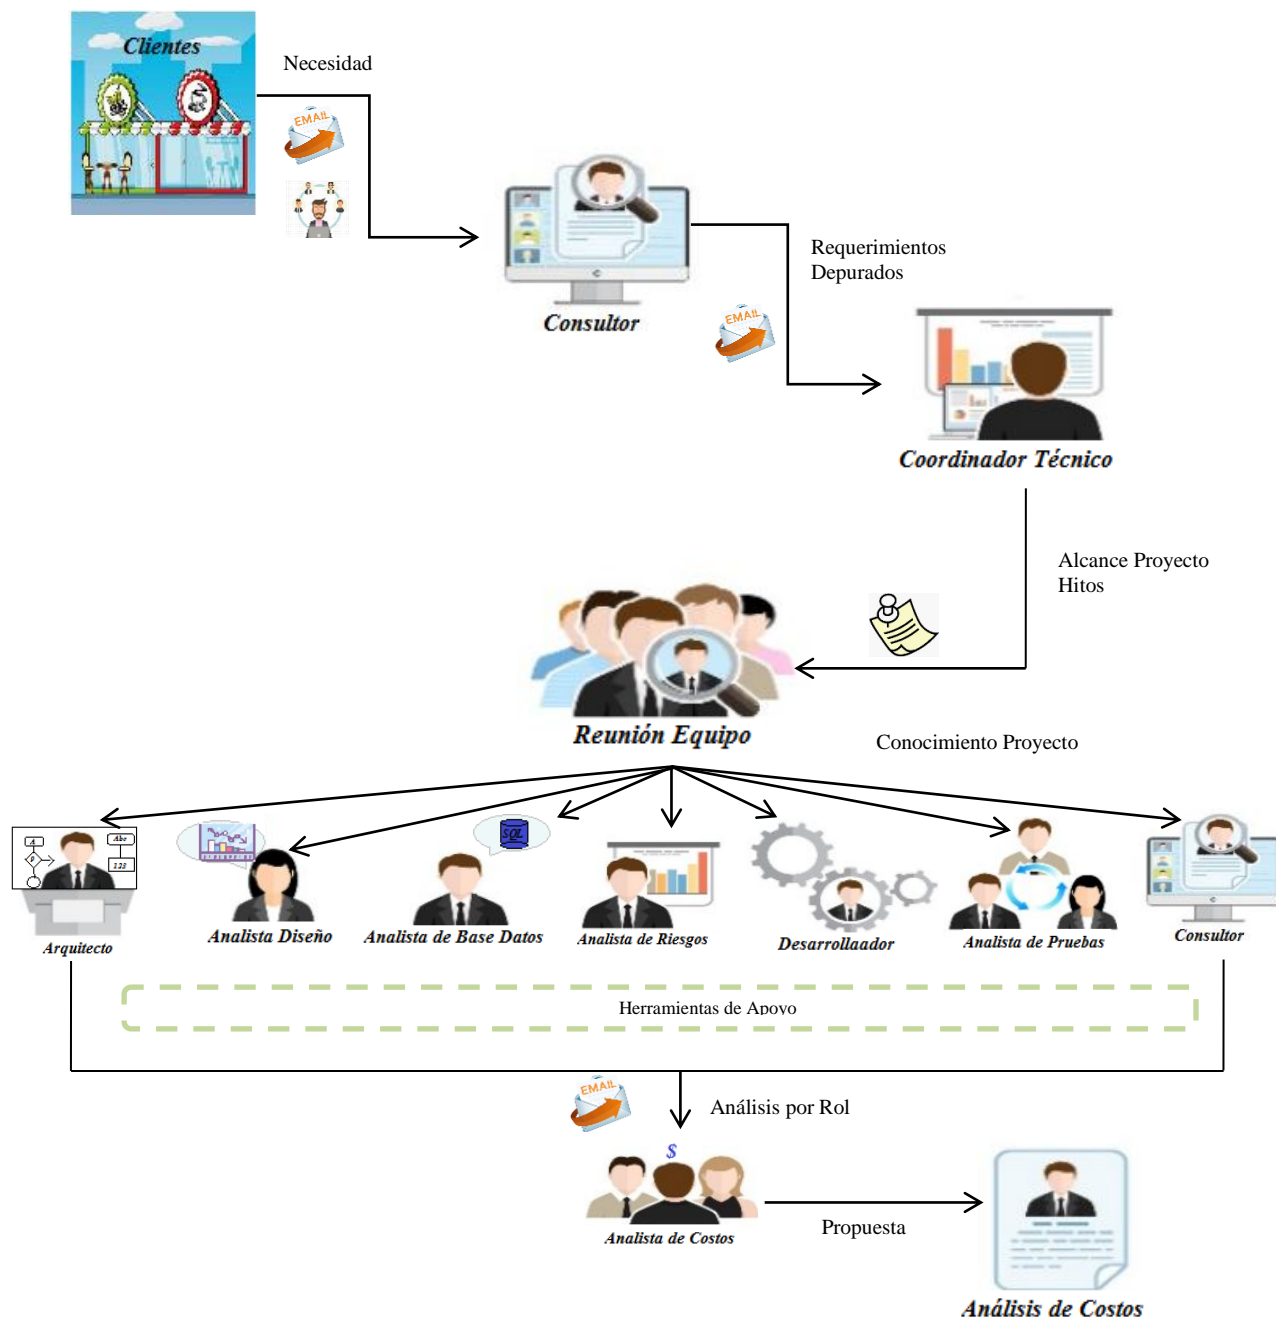 Clientes
Necesidad
EMAIL
Requerimientos
Depurados
EMAIL
Consultor
Coordinador Técnico
Alcance Proyecto
Hitos
Reunión Equipo
Conocimiento Proyecto
SQL
A
Abc
123
Arquitecto
Analista Diseño
Analista de Base Datos
Analista de Riesgos
Desarrollaador
Analista de Pruebas
Consultor
Herramientas de Apoyo
EMAIL
Análisis por Rol
$
Analista de Costos
Propuesta
Análisis de Costos